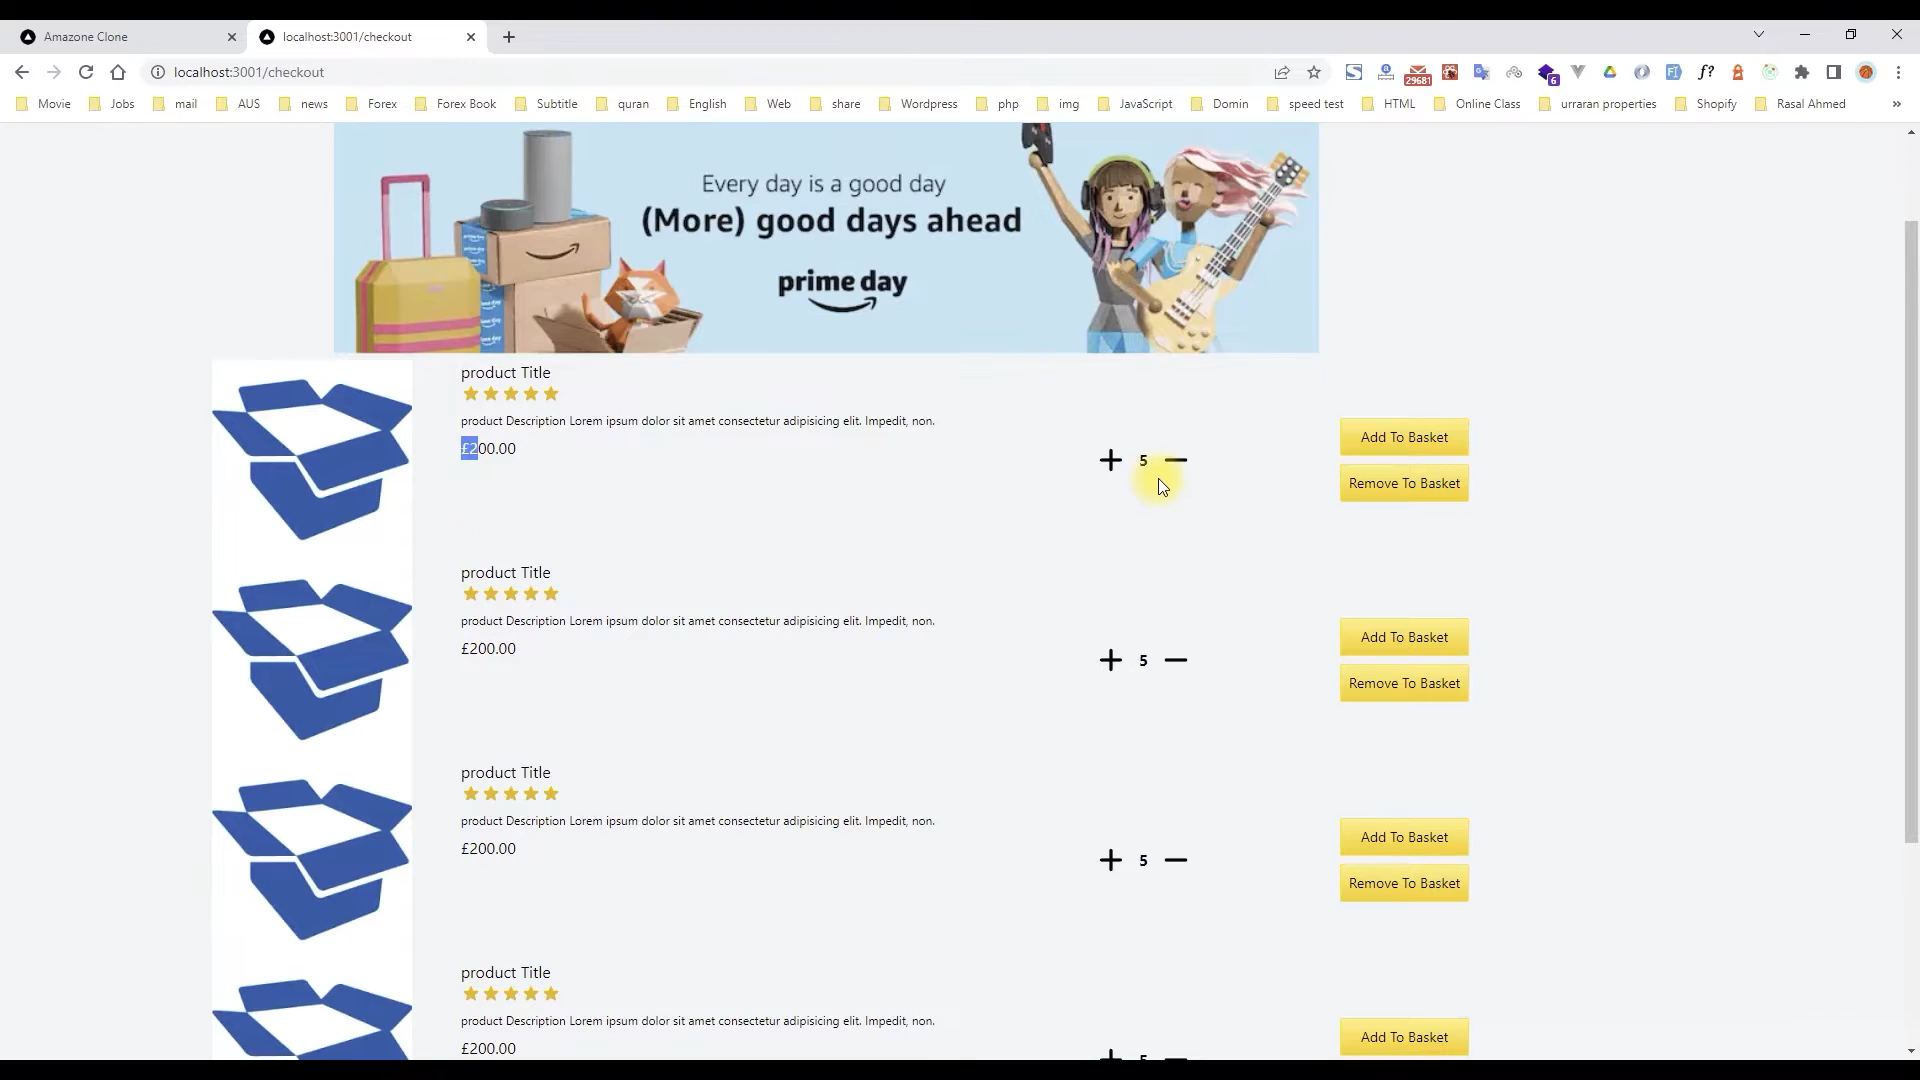 Amazone Clone
localhost:3001/checkout
localhost:3001/checkout
29681
6
f?
Movie Jobs mail AUS news Forex Forex Book Subtitle quran English Web share Wordpress php img JavaScript Domin speed test HTML Online Class urraran properties Shopify Rasal Ahmed »
Every day is a good day
(More) good days ahead
prime day
product Title
product Description Lorem ipsum dolor sit amet consectetur adipisicing elit. Impedit, non.
£200.00
5
Add To Basket
Remove To Basket
product Title
product Description Lorem ipsum dolor sit amet consectetur adipisicing elit. Impedit, non.
£200.00
5
Add To Basket
Remove To Basket
product Title
product Description Lorem ipsum dolor sit amet consectetur adipisicing elit. Impedit, non.
£200.00
5
Add To Basket
Remove To Basket
product Title
product Description Lorem ipsum dolor sit amet consectetur adipisicing elit. Impedit, non.
£200.00
5
Add To Basket